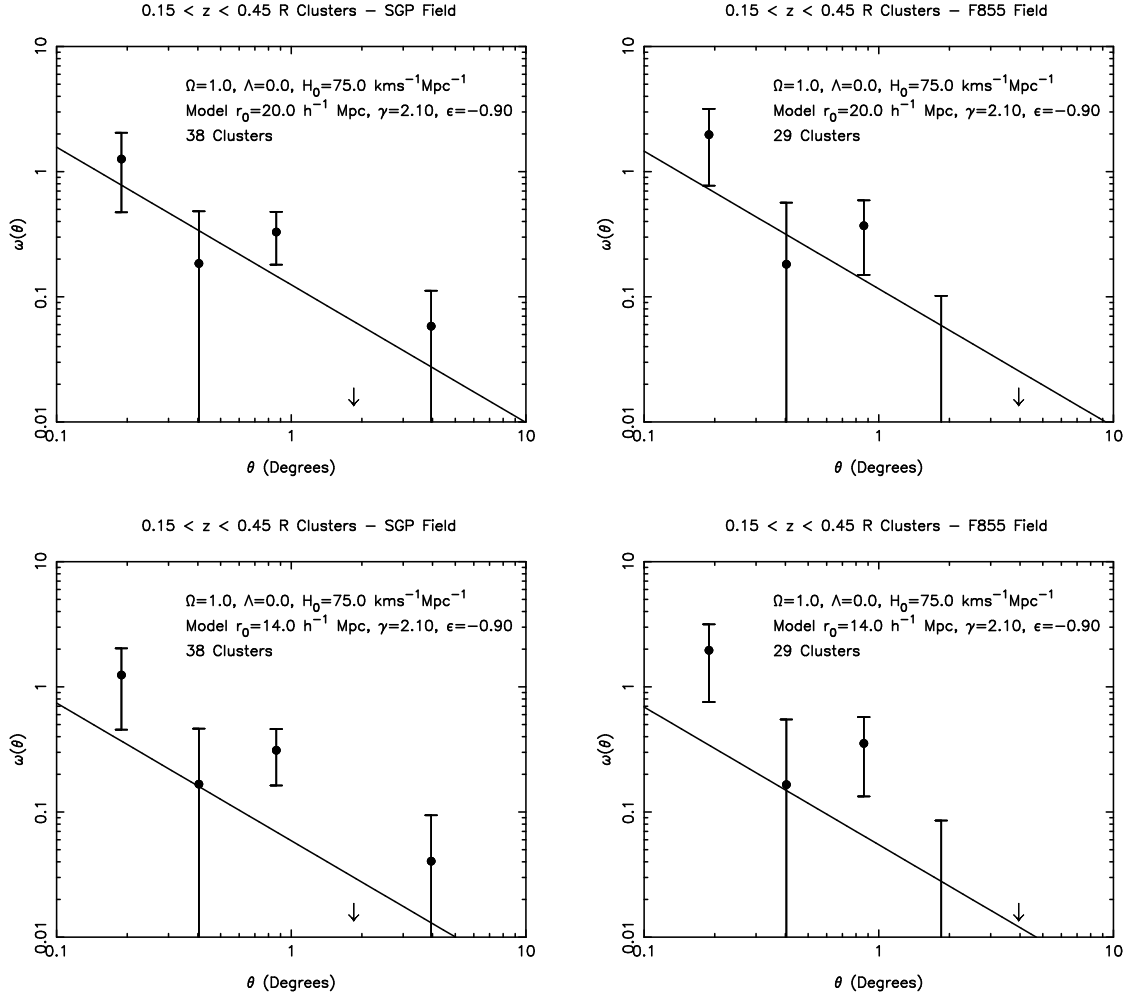 0.15 < z < 0.45 R Clusters – SGP Field
Ω=1.0, Λ=0.0, H₀=75.0 kms⁻¹Mpc⁻¹
Model r₀=20.0 h⁻¹ Mpc, γ=2.10, ϵ=−0.90
38 Clusters
10
1
0.1
0.01
ω(θ)
0.1
1
10
θ (Degrees)
0.15 < z < 0.45 R Clusters – F855 Field
Ω=1.0, Λ=0.0, H₀=75.0 kms⁻¹Mpc⁻¹
Model r₀=20.0 h⁻¹ Mpc, γ=2.10, ϵ=−0.90
29 Clusters
10
1
0.1
0.01
ω(θ)
0.1
1
10
θ (Degrees)
0.15 < z < 0.45 R Clusters – SGP Field
Ω=1.0, Λ=0.0, H₀=75.0 kms⁻¹Mpc⁻¹
Model r₀=14.0 h⁻¹ Mpc, γ=2.10, ϵ=−0.90
38 Clusters
10
1
0.1
0.01
ω(θ)
0.1
1
10
θ (Degrees)
0.15 < z < 0.45 R Clusters – F855 Field
Ω=1.0, Λ=0.0, H₀=75.0 kms⁻¹Mpc⁻¹
Model r₀=14.0 h⁻¹ Mpc, γ=2.10, ϵ=−0.90
29 Clusters
10
1
0.1
0.01
ω(θ)
0.1
1
10
θ (Degrees)